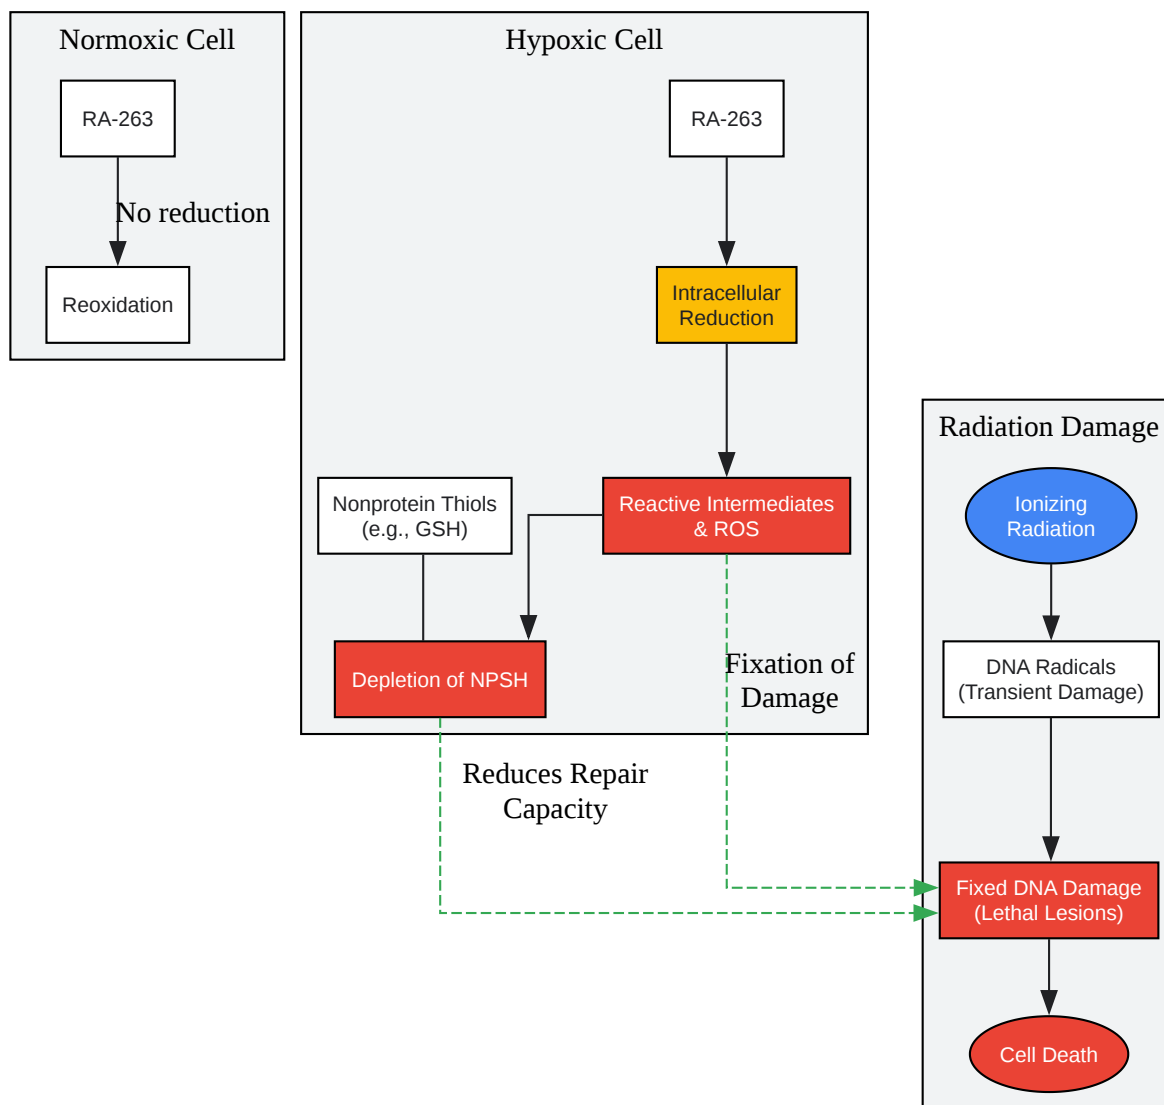 Normoxic Cell
RA-263
No reduction
Reoxidation
Hypoxic Cell
RA-263
Intracellular
Reduction
Nonprotein Thiols
(e.g., GSH)
Reactive Intermediates
& ROS
Depletion of NPSH
Fixation of
Damage
Reduces Repair
Capacity
Radiation Damage
Ionizing
Radiation
DNA Radicals
(Transient Damage)
Fixed DNA Damage
(Lethal Lesions)
Cell Death